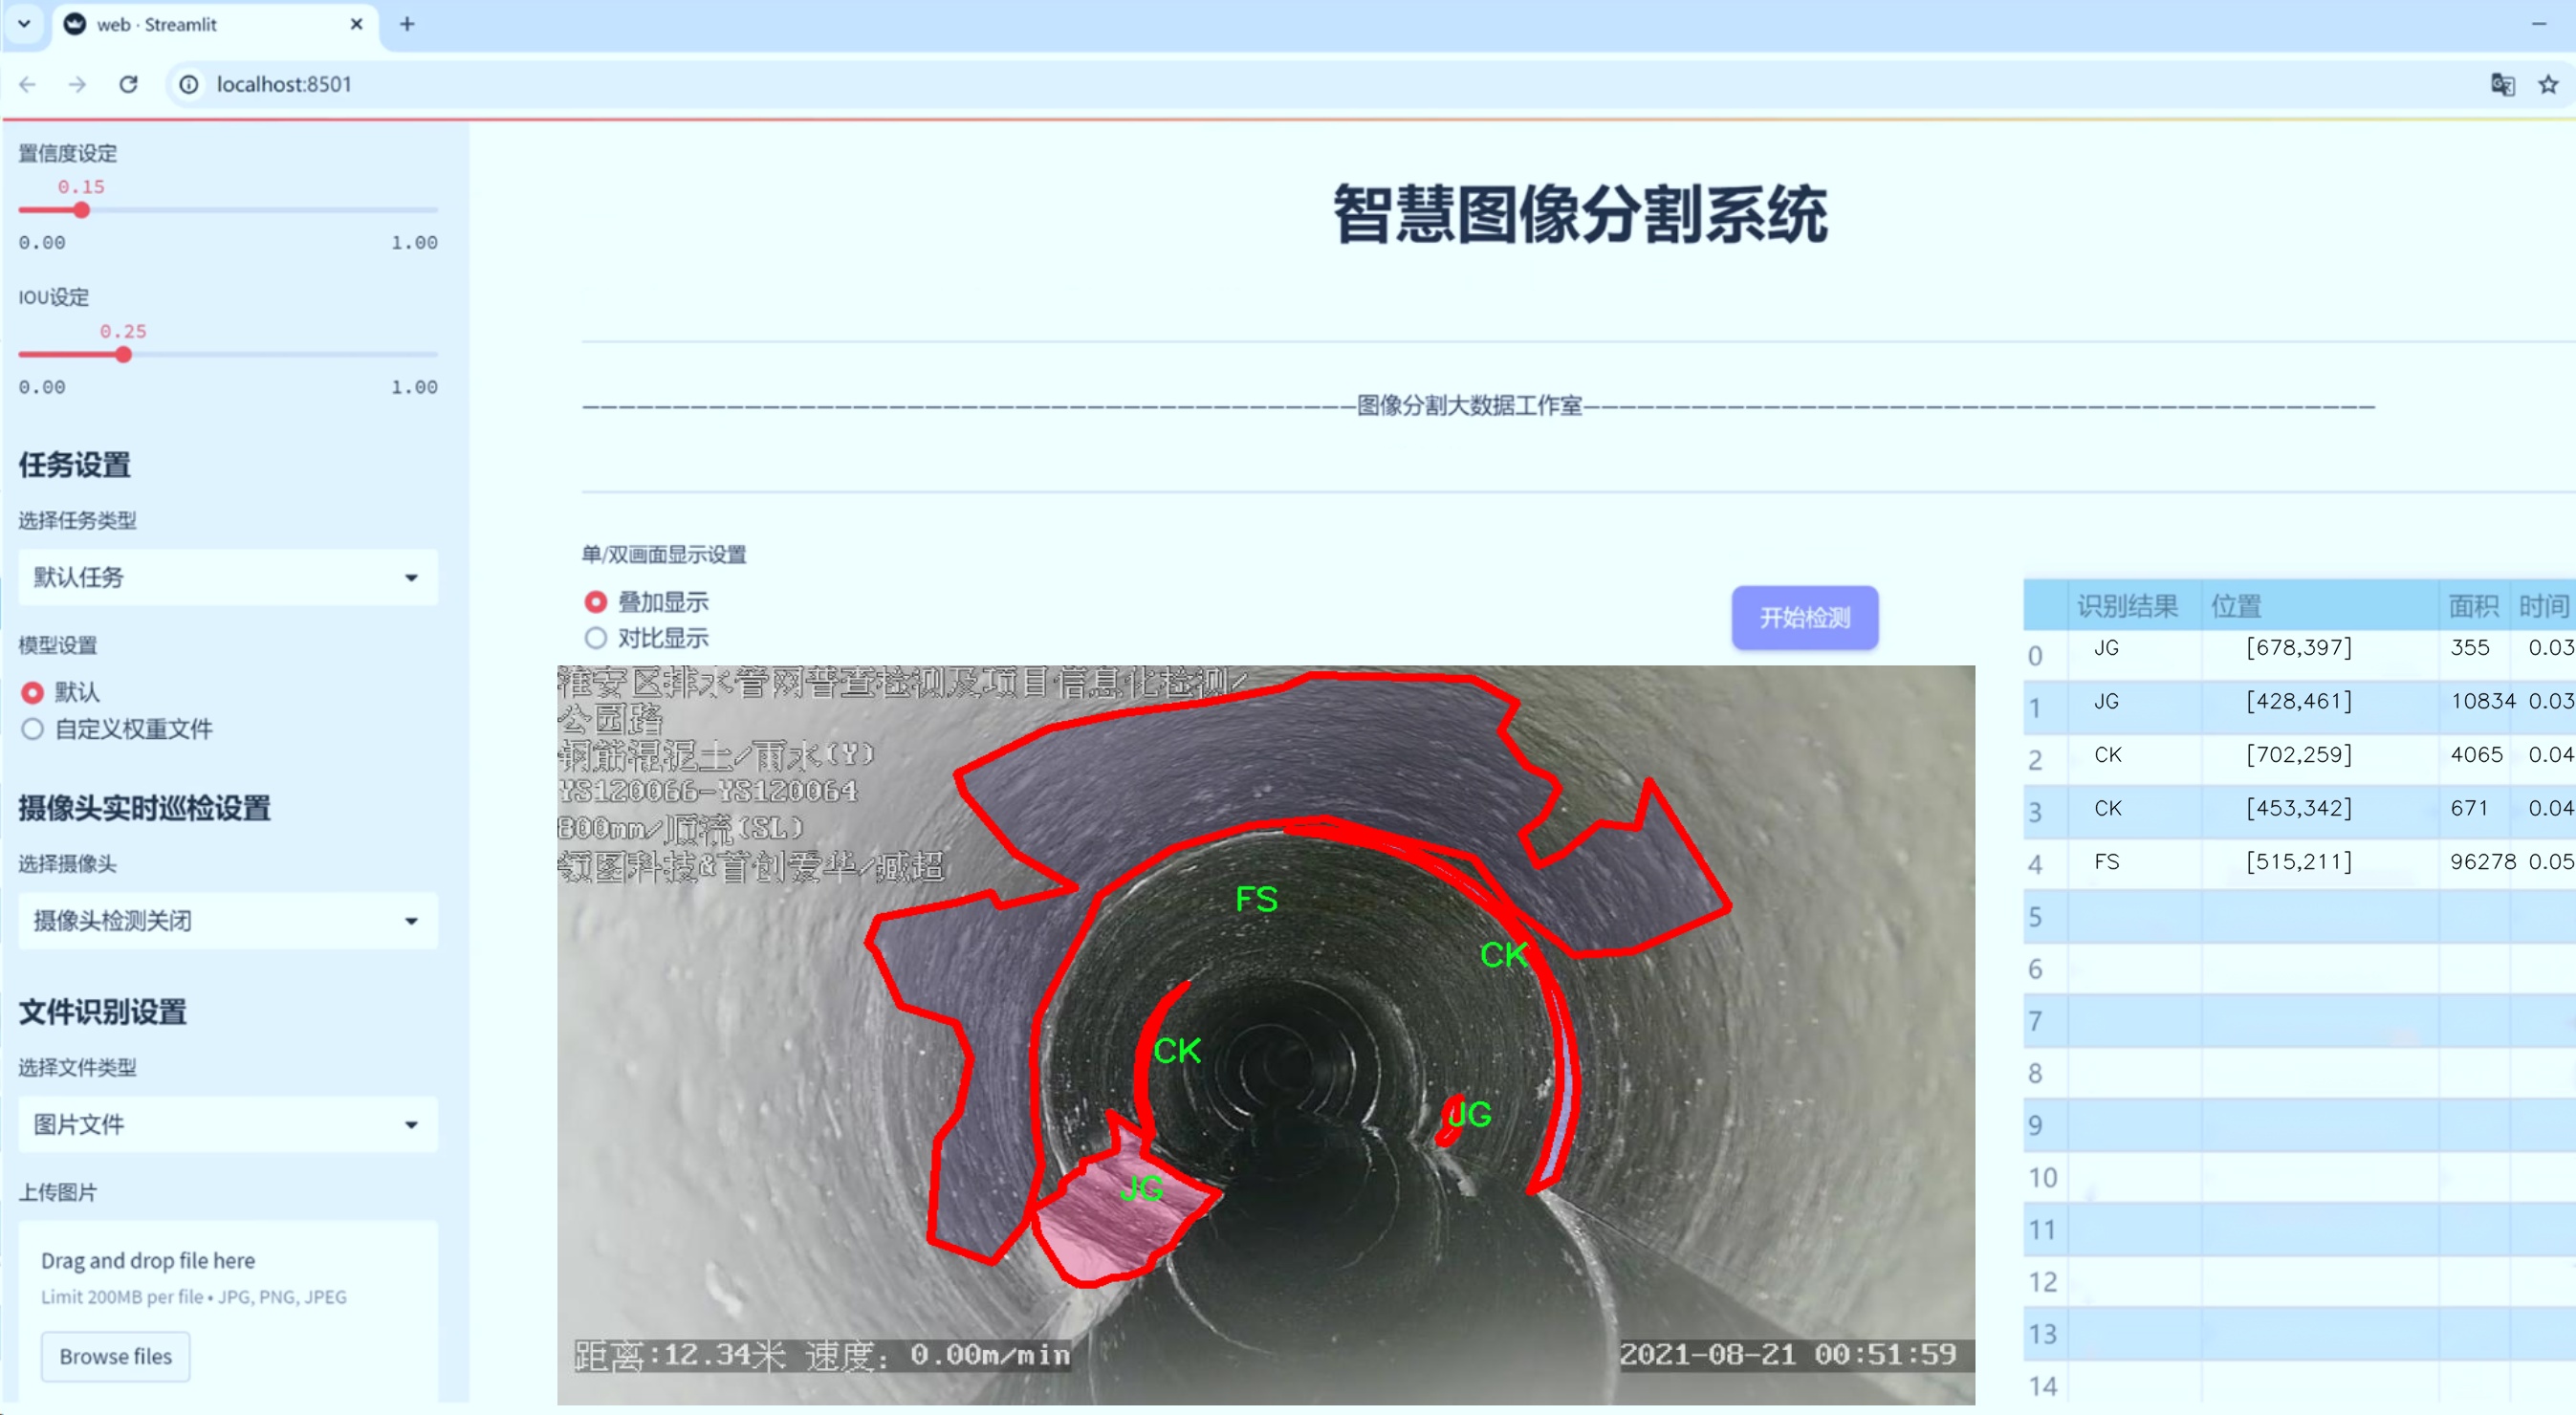 web · Streamlit
localhost:8501
置信度设定
0.15
0.00 1.00
IOU设定
0.25
0.00 1.00
任务设置
选择任务类型
默认任务
模型设置
默认
自定义权重文件
摄像头实时巡检设置
选择摄像头
摄像头检测关闭
文件识别设置
选择文件类型
图片文件
上传图片
Drag and drop file here
Limit 200MB per file • JPG, PNG, JPEG
Browse files
智慧图像分割系统
图像分割大数据工作室
单/双画面显示设置
叠加显示
对比显示
开始检测
淮安区排水管网普查检测及项目信息化检测/
公园路
钢筋混泥土/雨水(Y)
YS120066-YS120064
800mm/顺流(SL)
领图科技&首创爱华/臧超
FS
CK
CK
JG
JG
距离:12.34米 速度: 0.00m/min
2021-08-21 00:51:59
识别结果 位置 面积 时间
0 JG [678,397] 355 0.03
1 JG [428,461] 10834 0.03
2 CK [702,259] 4065 0.04
3 CK [453,342] 671 0.04
4 FS [515,211] 96278 0.05
5
6
7
8
9
10
11
12
13
14